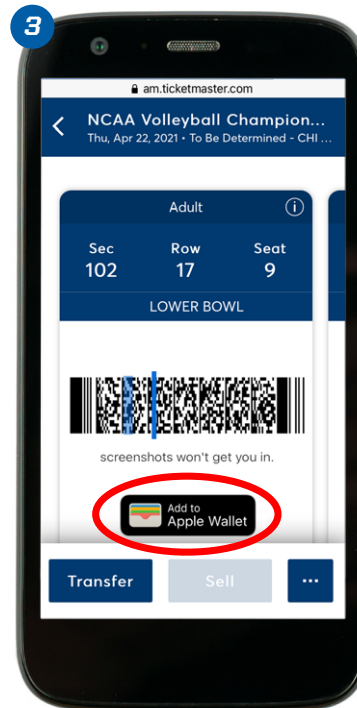 3
am.ticketmaster.com
NCAA Volleyball Champion...
Thu, Apr 22, 2021 • To Be Determined - CHI ...
Adult
Sec Row Seat
102 17 9
LOWER BOWL
screenshots won't get you in.
Add to
Apple Wallet
Transfer Sell ...